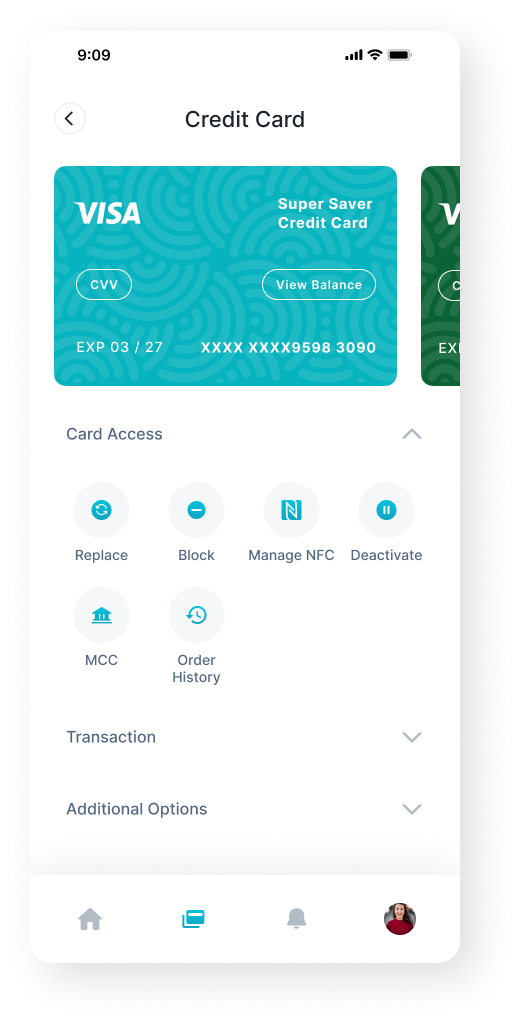 9:09
Credit Card
VISA
Super Saver
Credit Card
CVV
View Balance
EXP 03 / 27
XXXX XXXX9598 3090
Card Access
Replace
Block
Manage NFC
Deactivate
MCC
Order
History
Transaction
Additional Options